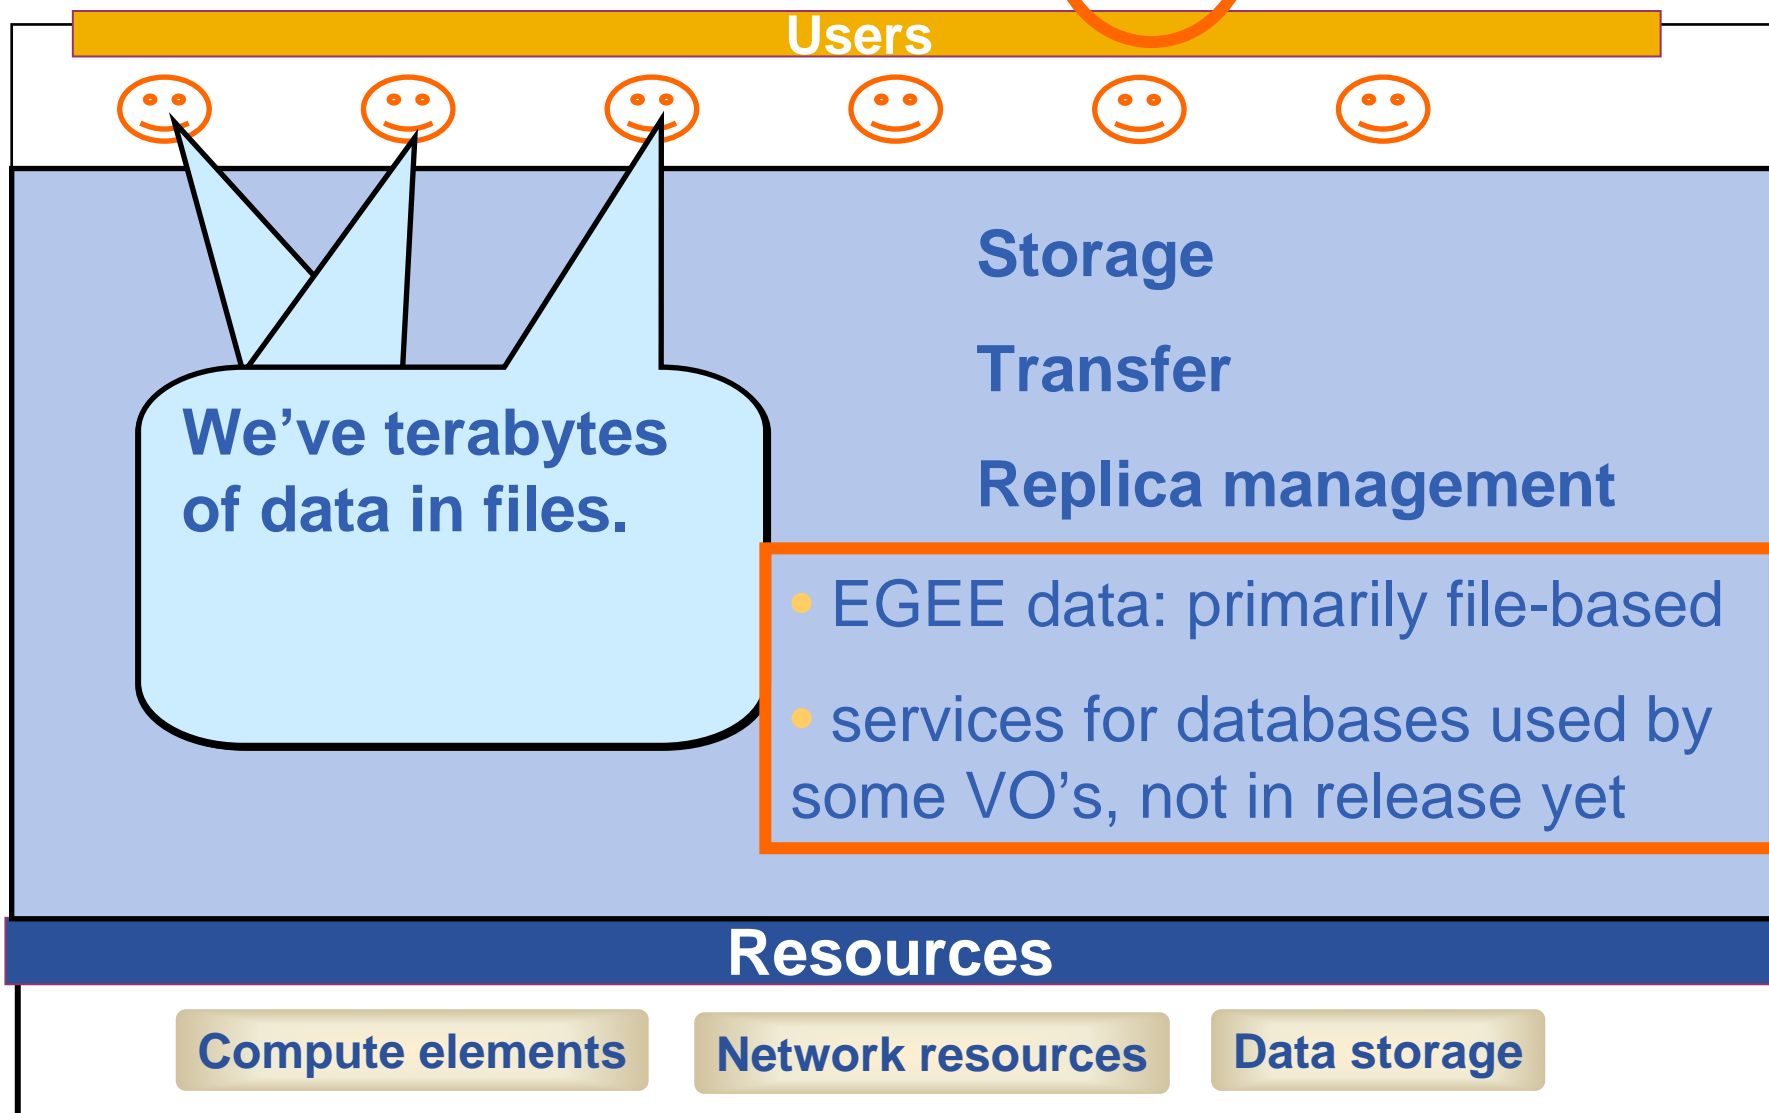 Users
We’ve terabytes
of data in files.
Storage
Transfer
Replica management
• EGEE data: primarily file-based
• services for databases used by
some VO’s, not in release yet
Resources
Compute elements
Network resources
Data storage